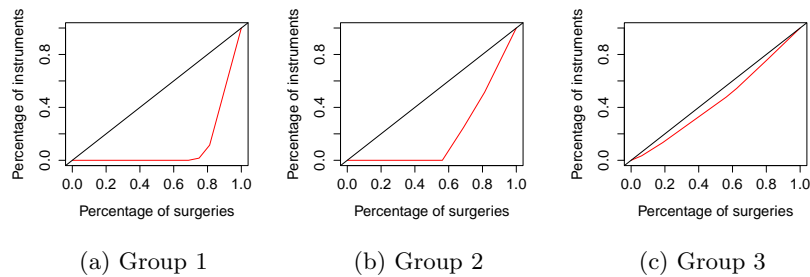 Percentage of instruments
0.0 0.4 0.8
0.0 0.2 0.4 0.6 0.8 1.0
Percentage of surgeries
(a) Group 1
Percentage of instruments
0.0 0.4 0.8
0.0 0.2 0.4 0.6 0.8 1.0
Percentage of surgeries
(b) Group 2
Percentage of instruments
0.0 0.4 0.8
0.0 0.2 0.4 0.6 0.8 1.0
Percentage of surgeries
(c) Group 3